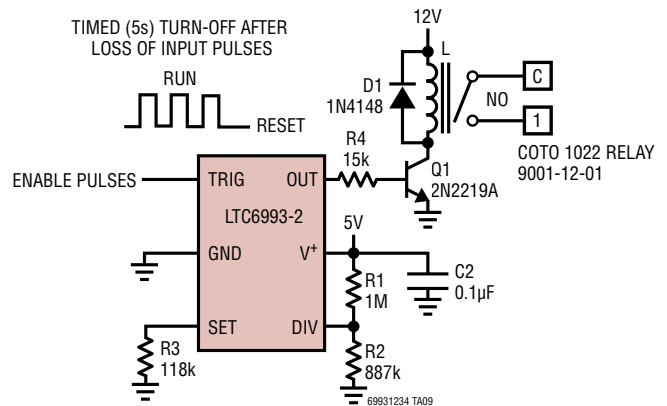 TIMED (5s) TURN-OFF AFTER
LOSS OF INPUT PULSES
RUN
RESET
12V
L
D1
1N4148
C
NO
1
COTO 1022 RELAY
9001-12-01
R4
15k
Q1
2N2219A
ENABLE PULSES
TRIG
OUT
LTC6993-2
5V
GND
V+
R1
1M
C2
0.1µF
SET
DIV
R3
118k
R2
887k
69931234 TA09